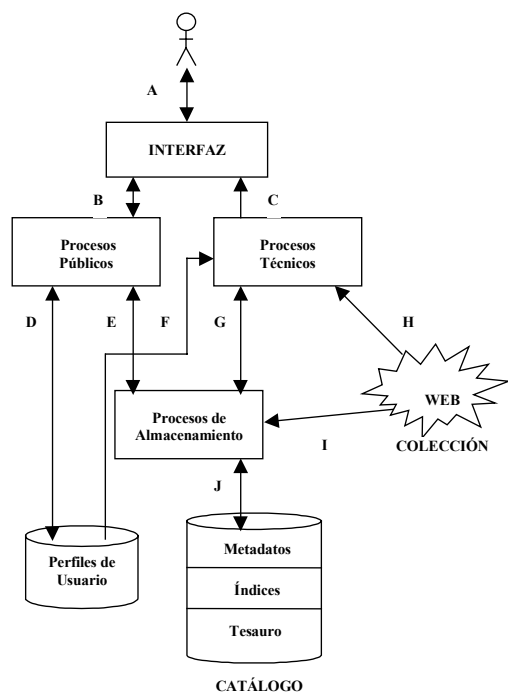 A
INTERFAZ
B
C
Procesos
Públicos
Procesos
Técnicos
D
E
F
G
H
WEB
COLECCIÓN
Procesos de
Almacenamiento
I
J
Perfiles de
Usuario
Metadatos
Índices
Tesauro
CATÁLOGO